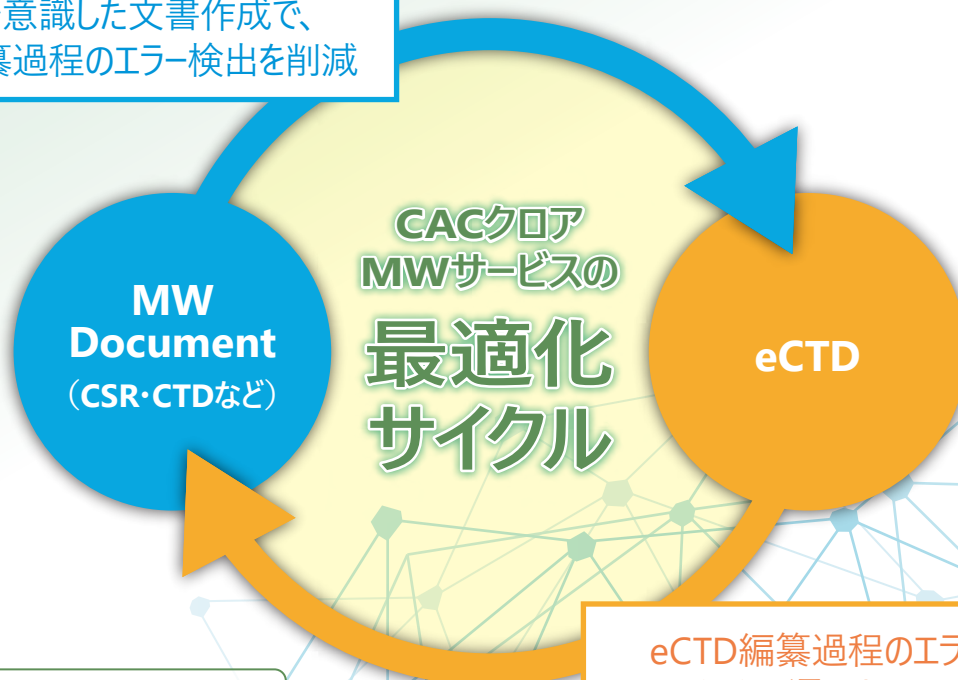 意識した文書作成で、
過程のエラー検出を削減
CACクロア
MWサービスの
最適化
サイクル
MW
Document
（CSR・CTDなど）
eCTD
eCTD編纂過程のエラ